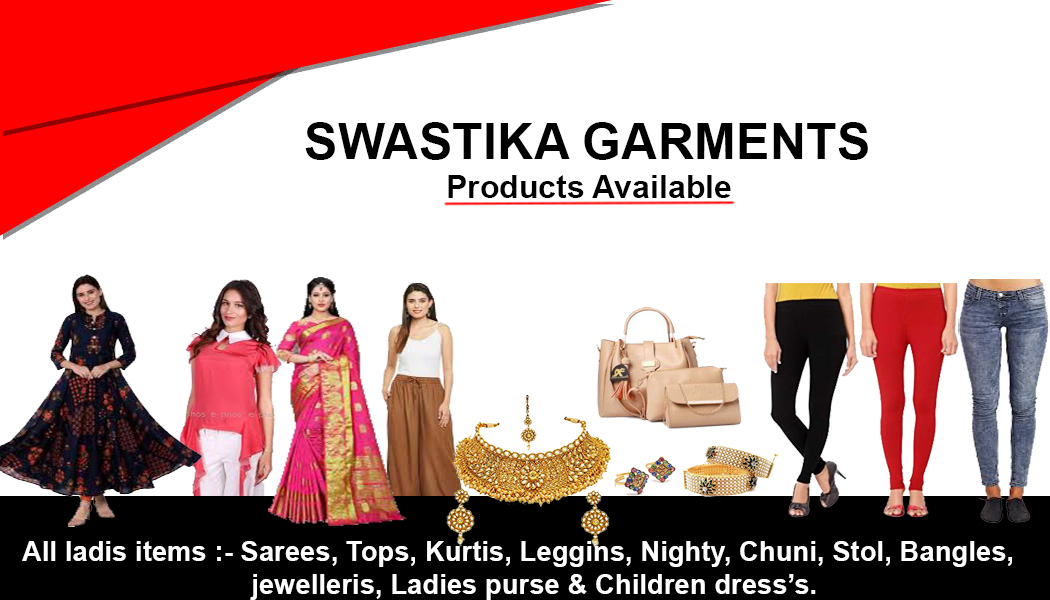 SWASTIKA GARMENTS
Products Available
All ladis items :- Sarees, Tops, Kurtis, Leggins, Nighty, Chuni, Stol, Bangles,
jewelleris, Ladies purse & Children dress’s.